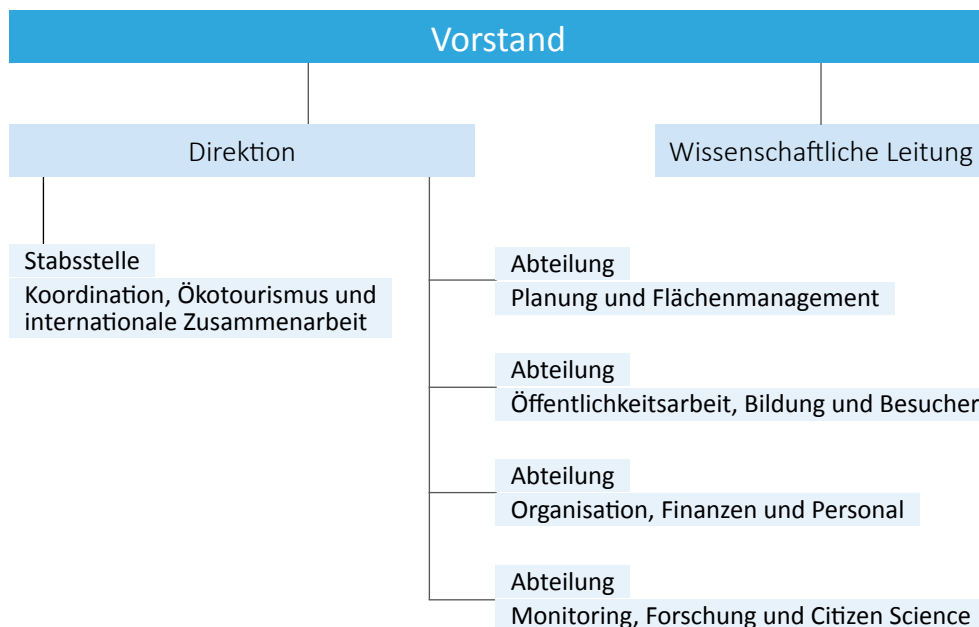 Vorstand
Direktion
Wissenschaftliche Leitung
Stabsstelle
Koordination, Ökotourismus und
internationale Zusammenarbeit
Abteilung
Planung und Flächenmanagement
Abteilung
Öffentlichkeitsarbeit, Bildung und Besucher
Abteilung
Organisation, Finanzen und Personal
Abteilung
Monitoring, Forschung und Citizen Science